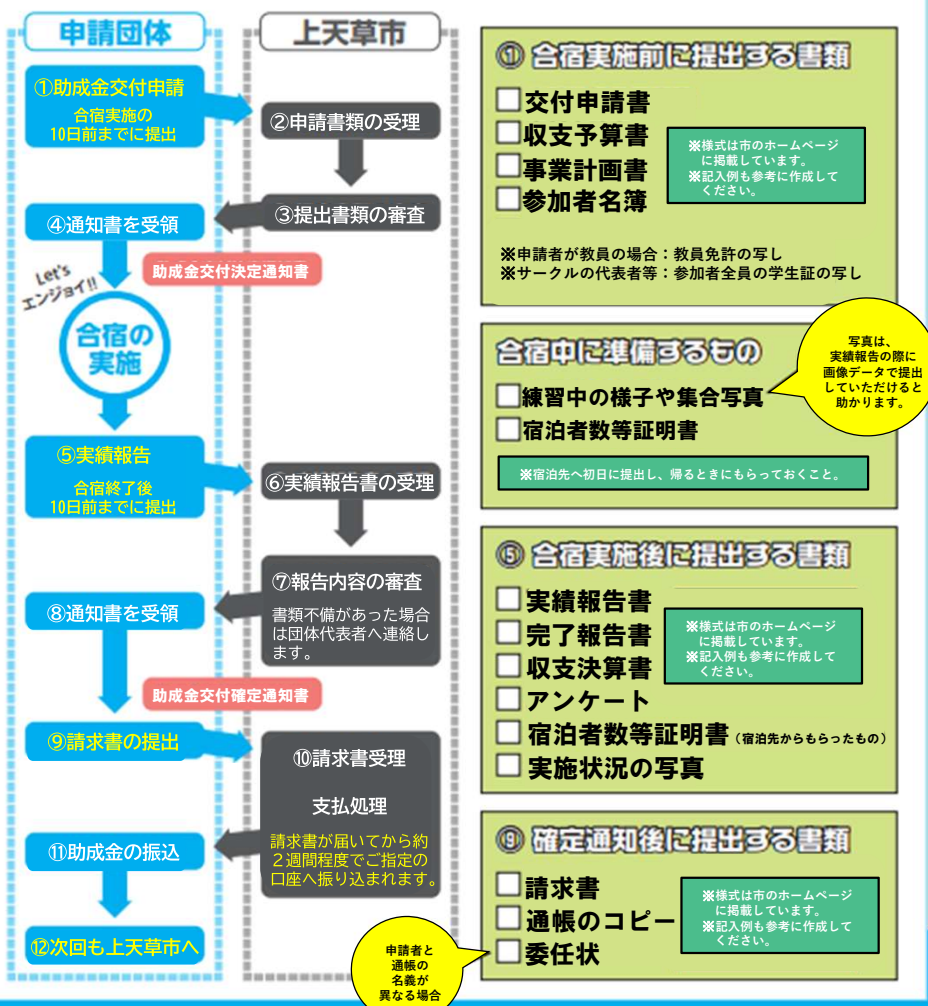 申請団体
上天草市
①助成金交付申請
合宿実施の
10日前までに提出
②申請書類の受理
③提出書類の審査
④通知書を受領
助成金交付決定通知書
Let's
エンジョイ!!
合宿の
実施
⑤実績報告
合宿終了後
10日前までに提出
⑥実績報告書の受理
⑦報告内容の審査
書類不備があった場合
は団体代表者へ連絡し
ます。
⑧通知書を受領
助成金交付確定通知書
⑨請求書の提出
⑩請求書受理
支払処理
請求書が届いてから約
2週間程度でご指定の
口座へ振り込まれます。
⑪助成金の振込
⑫次回も上天草市へ
① 合宿実施前に提出する書類
□交付申請書
□収支予算書
□事業計画書
□参加者名簿
※様式は市のホームページ
に掲載しています。
※記入例も参考に作成して
ください。
※申請者が教員の場合：教員免許の写し
※サークルの代表者等：参加者全員の学生証の写し
合宿中に準備するもの
□練習中の様子や集合写真
□宿泊者数等証明書
写真は、
実績報告の際に
画像データで提出
していただけると
助かります。
※宿泊先へ初日に提出し、帰るときにもらっておくこと。
⑤ 合宿実施後に提出する書類
□実績報告書
□完了報告書
□収支決算書
□アンケート
□宿泊者数等証明書（宿泊先からもらったもの）
□実施状況の写真
※様式は市のホームページ
に掲載しています。
※記入例も参考に作成して
ください。
⑨ 確定通知後に提出する書類
□請求書
□通帳のコピー
□委任状
※様式は市のホームページ
に掲載しています。
※記入例も参考に作成して
ください。
申請者と
通帳の
名義が
異なる場合